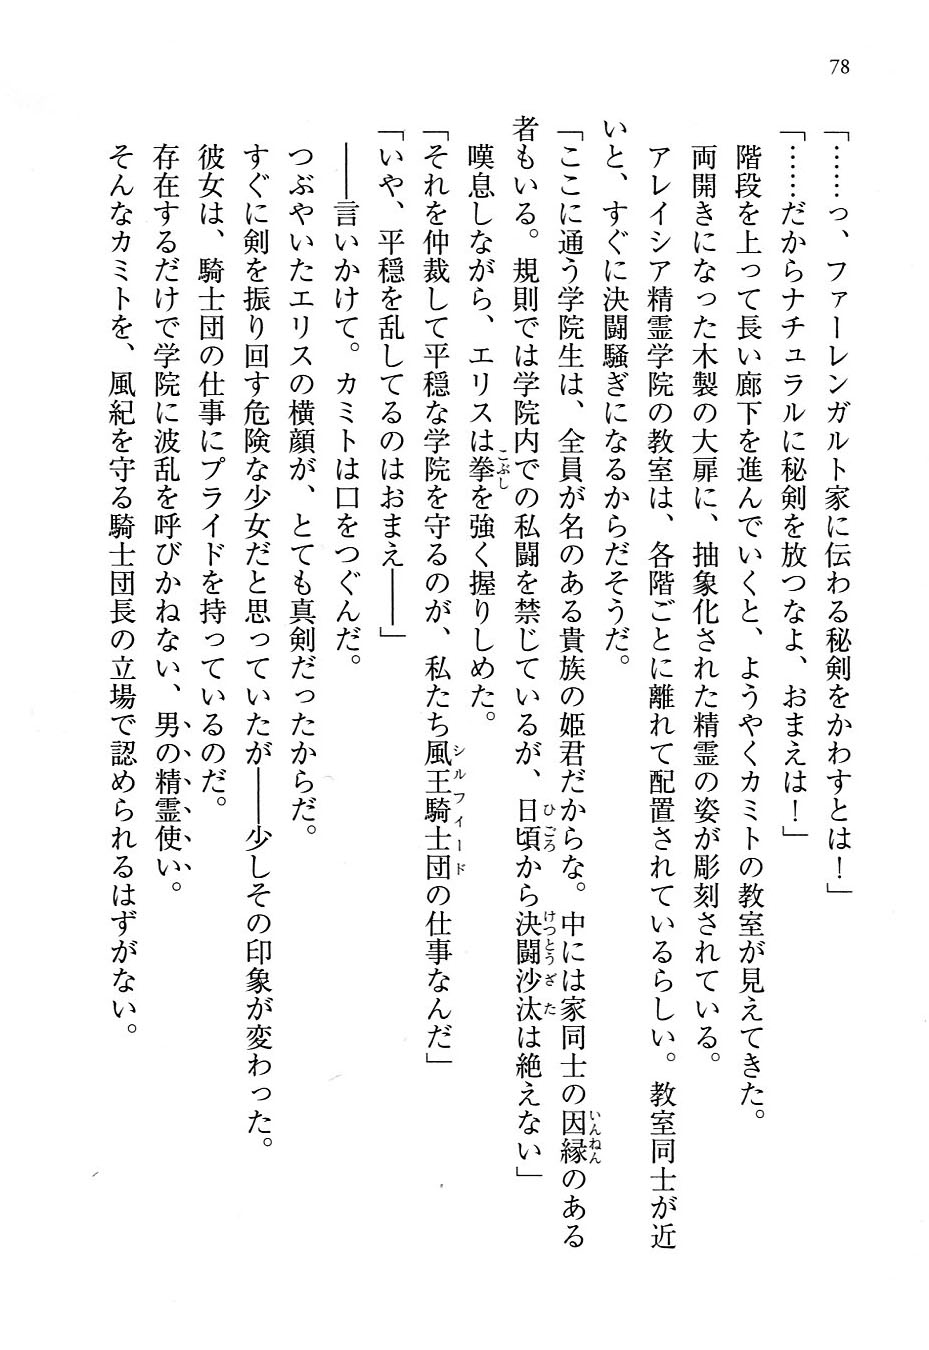 78
「……っ、ファーレンガルト家に伝わる秘剣をかわすとは！」
「……だからナチュラルに秘剣を放つなよ、おまえは！」
階段を上って長い廊下を進んでいくと、ようやくカミトの教室が見えてきた。
両開きになった木製の大扉に、抽象化された精霊の姿が彫刻されている。
アレイシア精霊学院の教室は、各階ごとに離れて配置されているらしい。教室同士が近
いと、すぐに決闘騒ぎになるからだそうだ。
「ここに通う学院生は、全員が名のある貴族の姫君だからな。中には家同士の因縁のある
者もいる。規則では学院内での私闘を禁じているが、日頃から決闘沙汰は絶えない」
嘆息しながら、エリスは拳を強く握りしめた。
「それを仲裁して平穏な学院を守るのが、私たち風王騎士団の仕事なんだ」
「いや、平穏を乱してるのはおまえ――」
――言いかけて。カミトは口をつぐんだ。
つぶやいたエリスの横顔が、とても真剣だったからだ。
すぐに剣を振り回す危険な少女だと思っていたが――少しその印象が変わった。
彼女は、騎士団の仕事にプライドを持っているのだ。
存在するだけで学院に波乱を呼びかねない、男の精霊使い。
そんなカミトを、風紀を守る騎士団長の立場で認められるはずがない。